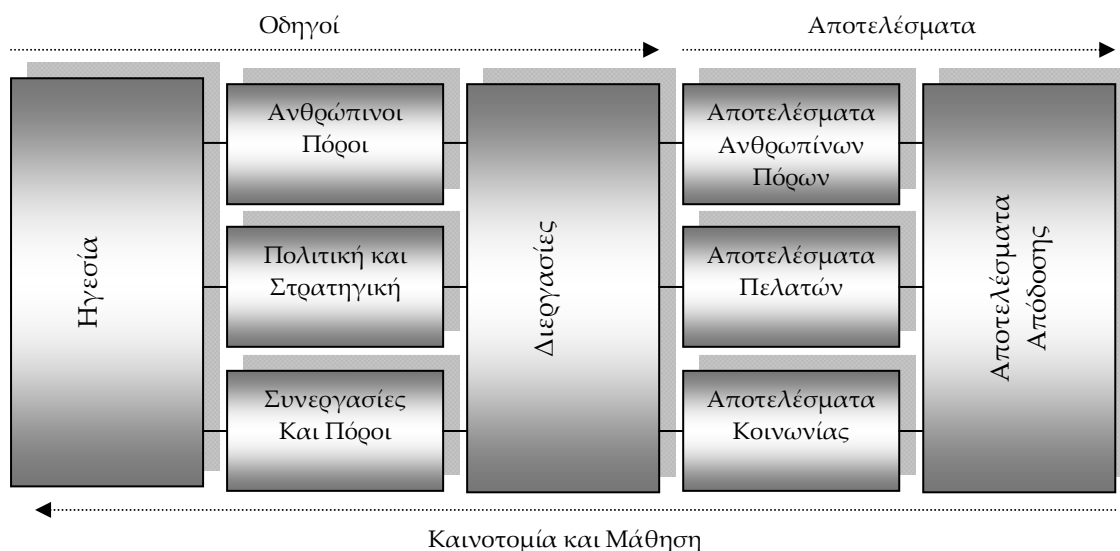 Οδηγοί
Αποτελέσματα
Ηγεσία
Ανθρώπινοι
Πόροι
Πολιτική και
Στρατηγική
Συνεργασίες
Και Πόροι
Διεργασίες
Αποτελέσματα
Ανθρωπίνων
Πόρων
Αποτελέσματα
Πελατών
Αποτελέσματα
Κοινωνίας
Αποτελέσματα
Απόδοσης
Καινοτομία και Μάθηση